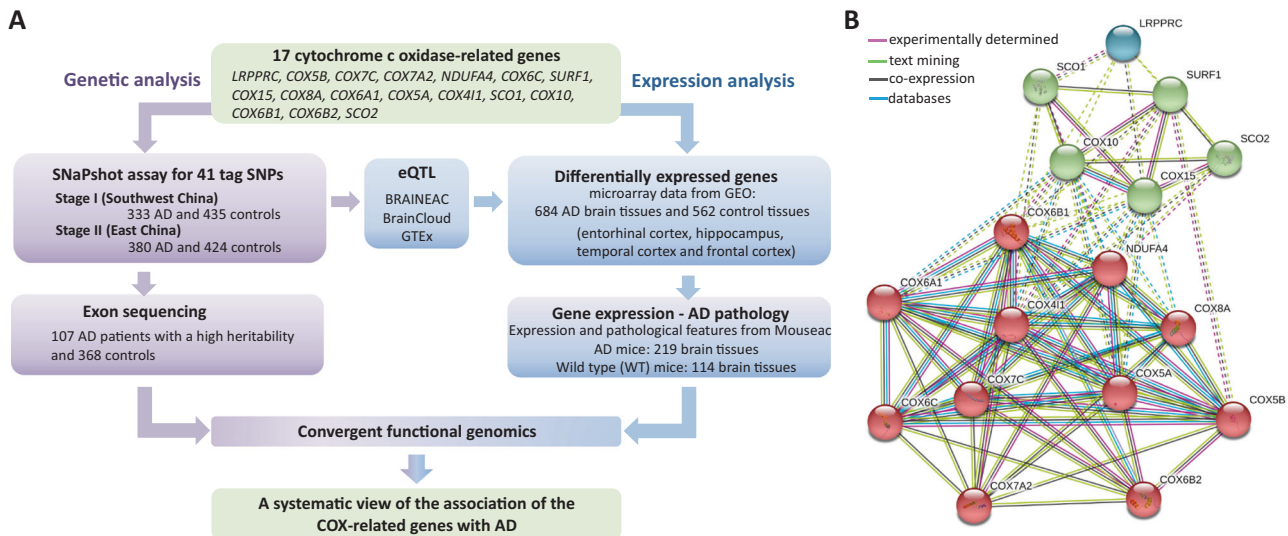 A
17 cytochrome c oxidase-related genes
LRPPRC, COX5B, COX7C, COX7A2, NDUFA4, COX6C, SURF1,
COX15, COX8A, COX6A1, COX5A, COX4I1, SCO1, COX10,
COX6B1, COX6B2, SCO2
Genetic analysis
Expression analysis
SNaPshot assay for 41 tag SNPs
Stage I (Southwest China)
333 AD and 435 controls
Stage II (East China)
380 AD and 424 controls
eQTL
BRAINEAC
BrainCloud
GTEx
Differentially expressed genes
microarray data from GEO:
684 AD brain tissues and 562 control tissues
(entorhinal cortex, hippocampus,
temporal cortex and frontal cortex)
Exon sequencing
107 AD patients with a high heritability
and 368 controls
Gene expression - AD pathology
Expression and pathological features from Mouseac
AD mice: 219 brain tissues
Wild type (WT) mice: 114 brain tissues
Convergent functional genomics
A systematic view of the association of the
COX-related genes with AD
B
experimentally determined
text mining
co-expression
databases
LRPPRC
SCO1
SURF1
SCO2
COX10
COX15
COX6B1
NDUFA4
COX6A1
COX4I1
COX8A
COX7C
COX5A
COX6C
COX5B
COX7A2
COX6B2